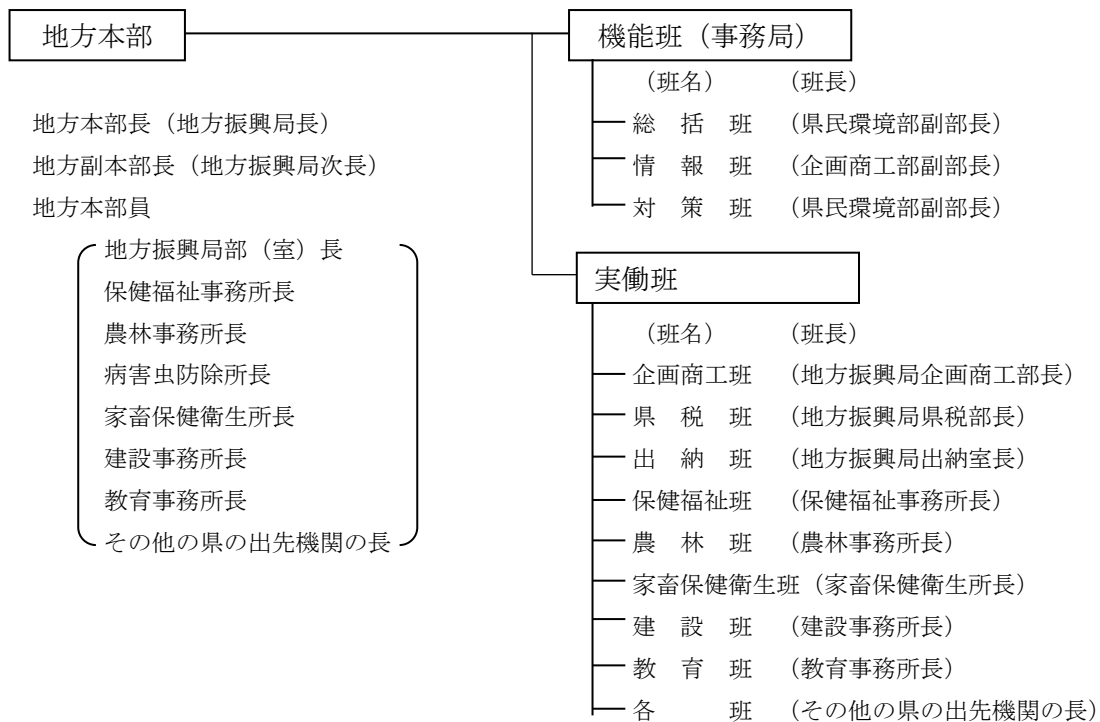 地方本部
地方本部長（地方振興局長）
地方副本部長（地方振興局次長）
地方本部員
地方振興局部（室）長
保健福祉事務所長
農林事務所長
病害虫防除所長
家畜保健衛生所長
建設事務所長
教育事務所長
その他の県の出先機関の長
機能班（事務局）
（班名）　（班長）
総　括　班　（県民環境部副部長）
情　報　班　（企画商工部副部長）
対　策　班　（県民環境部副部長）
実働班
（班名）　（班長）
企画商工班　（地方振興局企画商工部長）
県　税　班　（地方振興局県税部長）
出　納　班　（地方振興局出納室長）
保健福祉班　（保健福祉事務所長）
農　林　班　（農林事務所長）
家畜保健衛生班（家畜保健衛生所長）
建　設　班　（建設事務所長）
教　育　班　（教育事務所長）
各　　　班　（その他の県の出先機関の長）